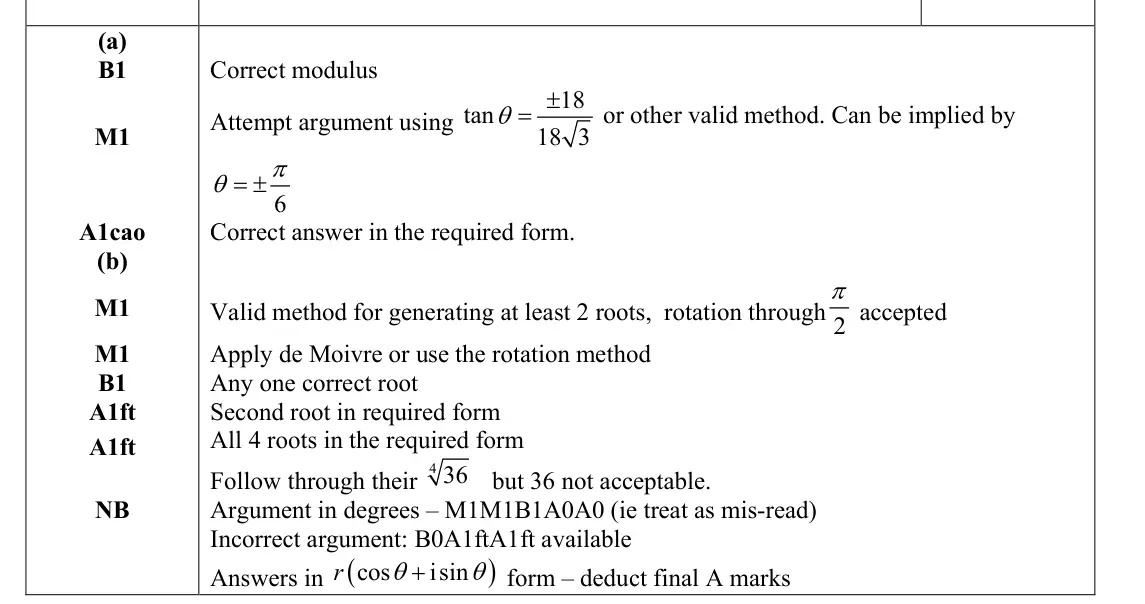 (a)
B1 Correct modulus
M1 Attempt argument using tan θ = ±18/18√3 or other valid method. Can be implied by
θ = ±π/6
A1cao Correct answer in the required form.
(b)
M1 Valid method for generating at least 2 roots, rotation through π/2 accepted
M1 Apply de Moivre or use the rotation method
B1 Any one correct root
A1ft Second root in required form
A1ft All 4 roots in the required form
Follow through their ∜36 but 36 not acceptable.
NB Argument in degrees – M1M1B1A0A0 (ie treat as mis-read)
Incorrect argument: B0A1ftA1ft available
Answers in r(cosθ + isinθ) form – deduct final A marks